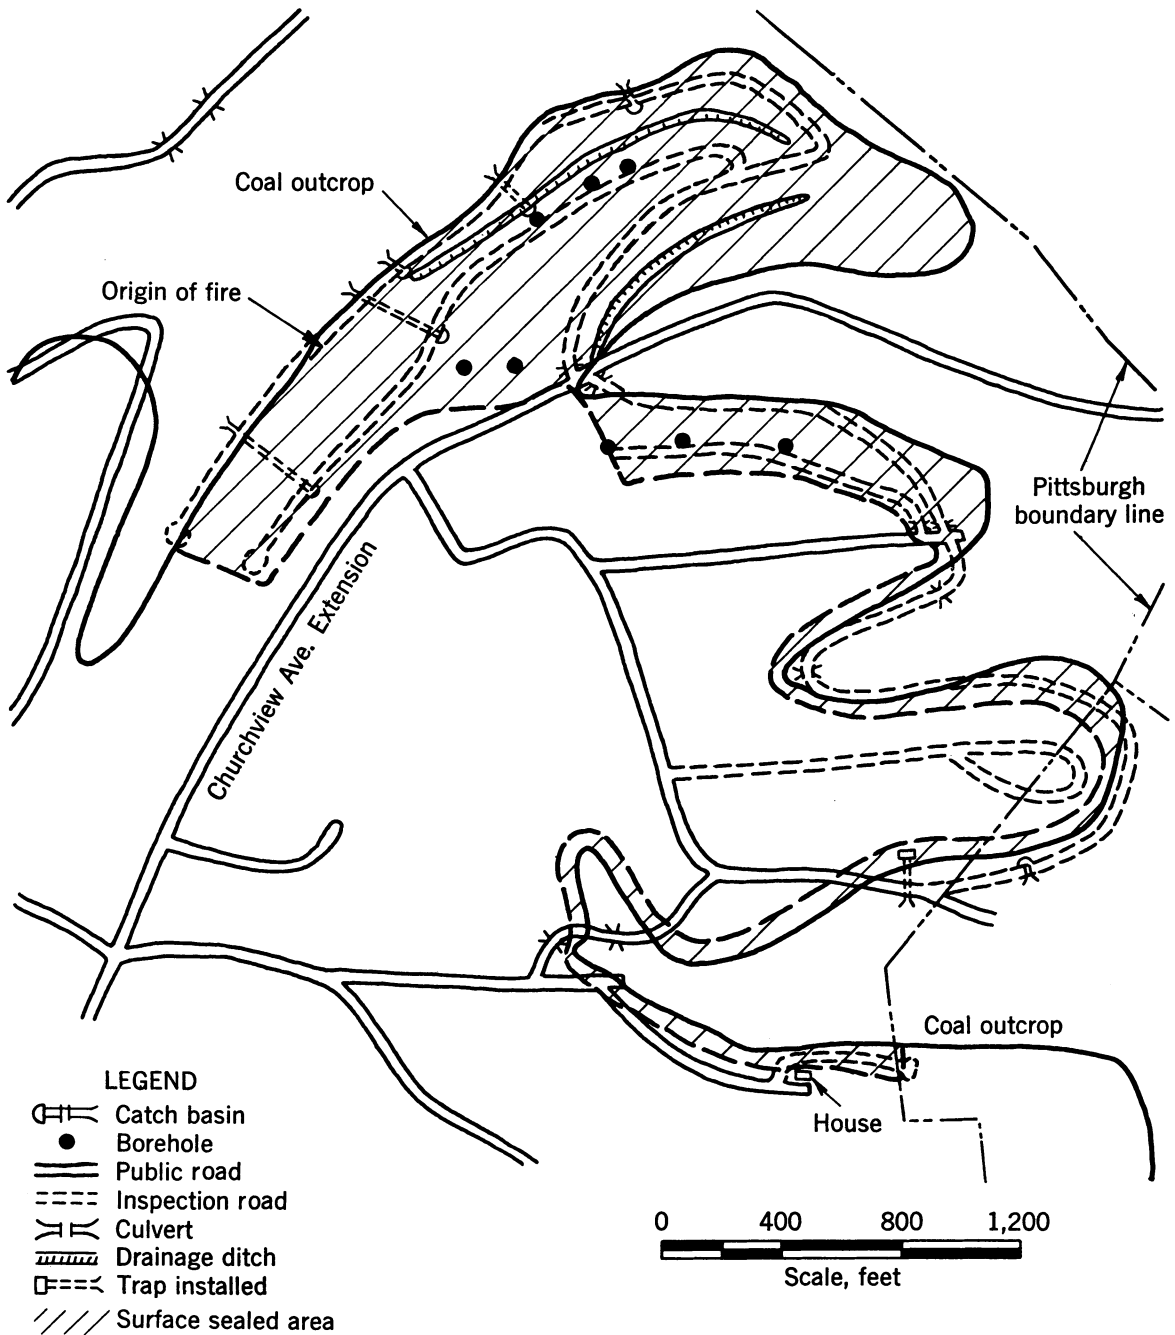 Coal outcrop
Origin of fire
Pittsburgh
boundary line
Churchview Ave. Extension
Coal outcrop
House
LEGEND
Catch basin
Borehole
Public road
Inspection road
Culvert
Drainage ditch
Trap installed
Surface sealed area
0 400 800 1,200
Scale, feet